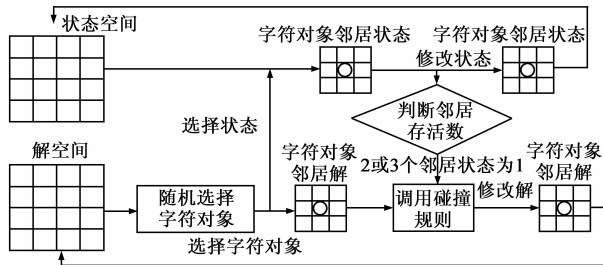 状态空间
字符对象邻居状态
字符对象邻居状态
修改状态
判断邻居
存活数
选择状态
解空间
字符对象
邻居解
2或3个邻居状态为1
字符对象
邻居解
随机选择
字符对象
调用碰撞
规则
修改解
选择字符对象